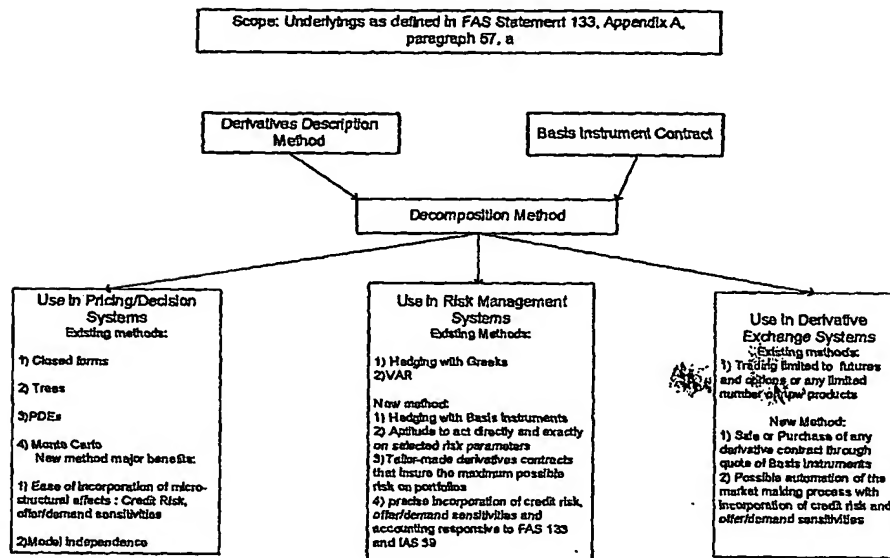 Scope: Underlyings as defined in FAS Statement 133, Appendix A,
paragraph 57, a
Derivatives Description
Method
Basis Instrument Contract
Decomposition Method
Use in Pricing/Decision
Systems
Existing methods:
1) Closed forms
2) Trees
3)PDEs
4) Monte Carlo
New method major benefits:
1) Ease of incorporation of micro-
structural effects : Credit Risk,
offer/demand sensitivities
2)Model Independence
Use in Risk Management
Systems
Existing Methods:
1) Hedging with Greeks
2)VAR
New method:
1) Hedging with Basis Instruments
2) Aptitude to act directly and exactly
on selected risk parameters
3)Tailor-made derivatives contracts
that insure the maximum possible
risk on portfolios
4) precise incorporation of credit risk,
offer/demand sensitivities and
accounting responsive to FAS 133
and IAS 39
Use in Derivative
Exchange Systems
Existing methods:
1) Trading limited to futures
and options or any limited
number of products
New Method:
1) Sale or Purchase of any
derivative contract through
quote of Basis Instruments
2) Possible automation of the
market making process with
incorporation of credit risk and
offer/demand sensitivities